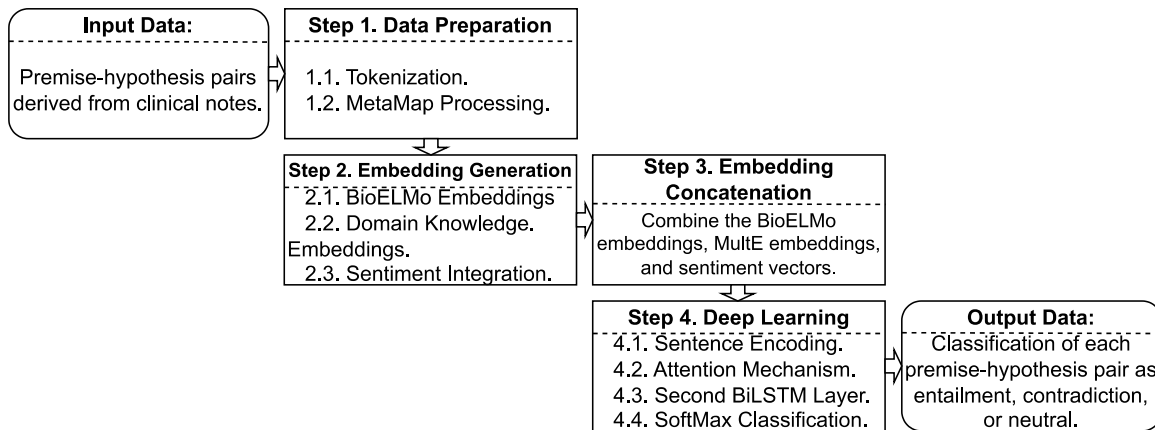 Input Data:
Premise-hypothesis pairs
derived from clinical notes.
Step 1. Data Preparation
1.1. Tokenization.
1.2. MetaMap Processing.
Step 2. Embedding Generation
2.1. BioELMo Embeddings
2.2. Domain Knowledge.
Embeddings.
2.3. Sentiment Integration.
Step 3. Embedding
Concatenation
Combine the BioELMo
embeddings, MultE embeddings,
and sentiment vectors.
Step 4. Deep Learning
4.1. Sentence Encoding.
4.2. Attention Mechanism.
4.3. Second BiLSTM Layer.
4.4. SoftMax Classification.
Output Data:
Classification of each
premise-hypothesis pair as
entailment, contradiction,
or neutral.